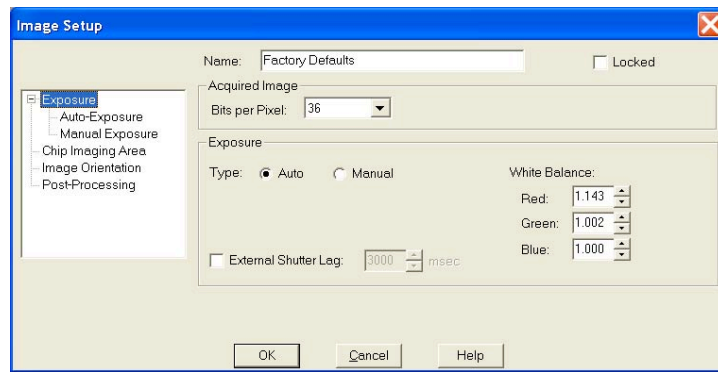 Image Setup
Name: Factory Defaults
Locked
Exposure
Auto-Exposure
Manual Exposure
Chip Imaging Area
Image Orientation
Post-Processing
Acquired Image
Bits per Pixel: 36
Exposure
Type: Auto Manual
White Balance:
Red: 1.143
Green: 1.002
Blue: 1.000
External Shutter Lag: 3000 msec
OK Cancel Help